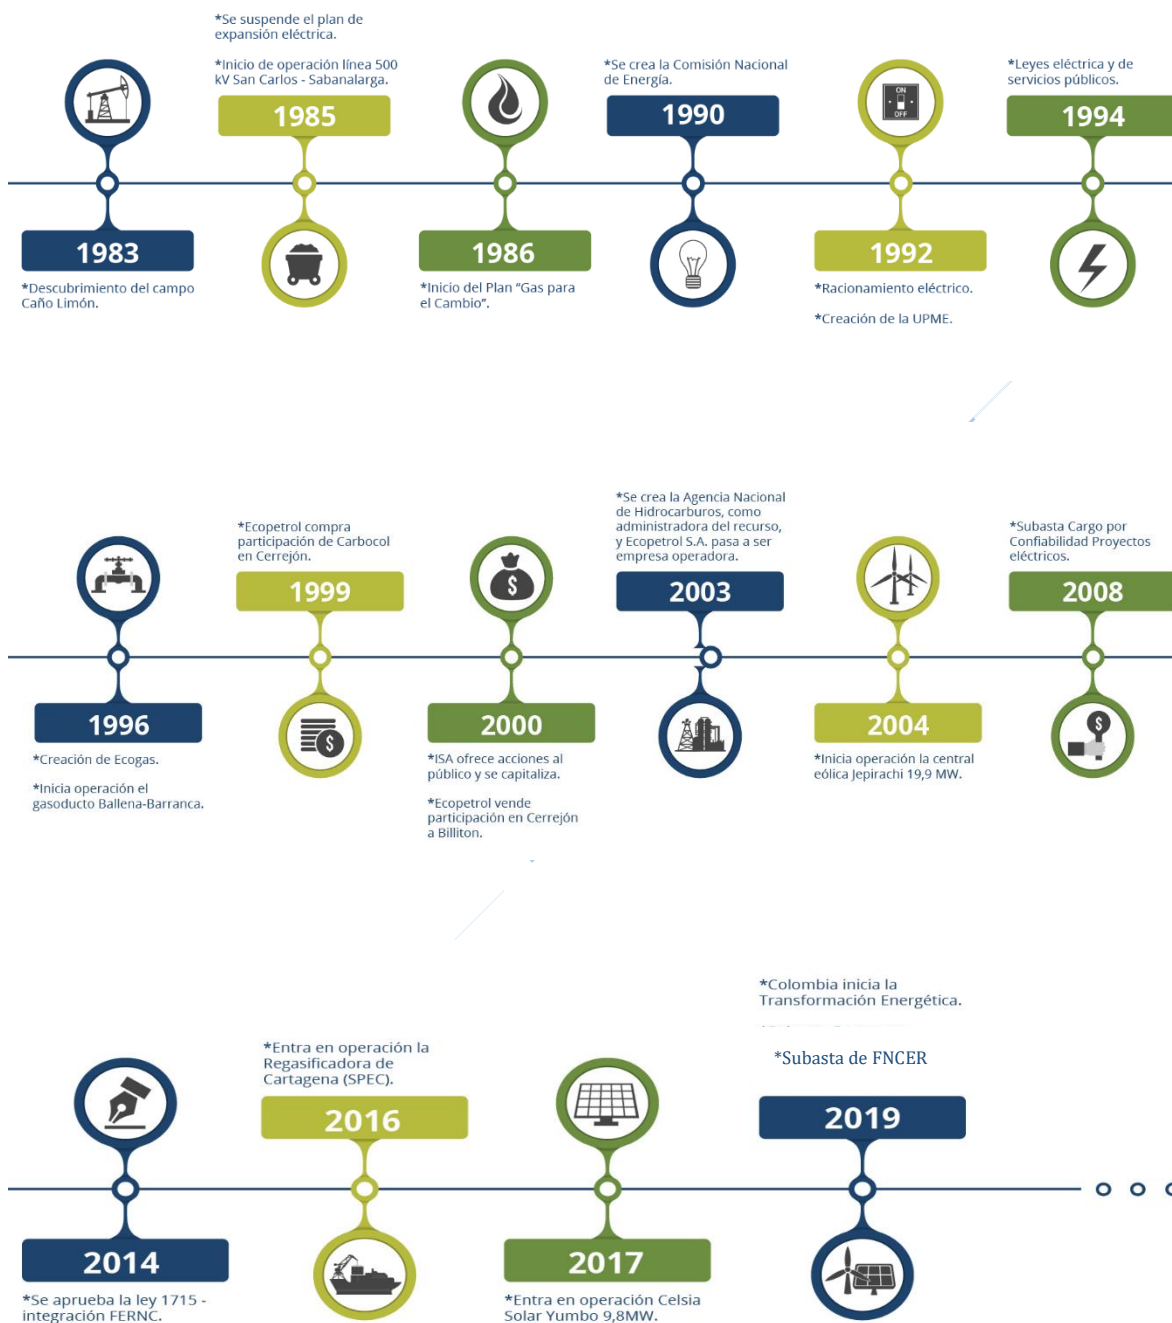 *Se suspende el plan de
expansión eléctrica.
*Inicio de operación línea 500
kV San Carlos - Sabanalarga.
1985
*Se crea la Comisión Nacional
de Energía.
1990
ON
OFF
*Leyes eléctrica y de
servicios públicos.
1994
1983
*Descubrimiento del campo
Caño Limón.
1986
*Inicio del Plan “Gas para
el Cambio”.
1992
*Racionamiento eléctrico.
*Creación de la UPME.
*Ecopetrol compra
participación de Carbocol
en Cerrejón.
1999
$
*Se crea la Agencia Nacional
de Hidrocarburos, como
administradora del recurso,
y Ecopetrol S.A. pasa a ser
empresa operadora.
2003
*Subasta Cargo por
Confiabilidad Proyectos
eléctricos.
2008
1996
*Creación de Ecogas.
*Inicia operación el
gasoducto Ballena-Barranca.
$
2000
*ISA ofrece acciones al
público y se capitaliza.
*Ecopetrol vende
participación en Cerrejón
a Billiton.
2004
*Inicia operación la central
eólica Jepirachi 19,9 MW.
$
*Entra en operación la
Regasificadora de
Cartagena (SPEC).
2016
*Colombia inicia la
Transformación Energética.
*Subasta de FNCER
2019
2014
*Se aprueba la ley 1715 -
integración FERNC.
2017
*Entra en operación Celsia
Solar Yumbo 9,8MW.